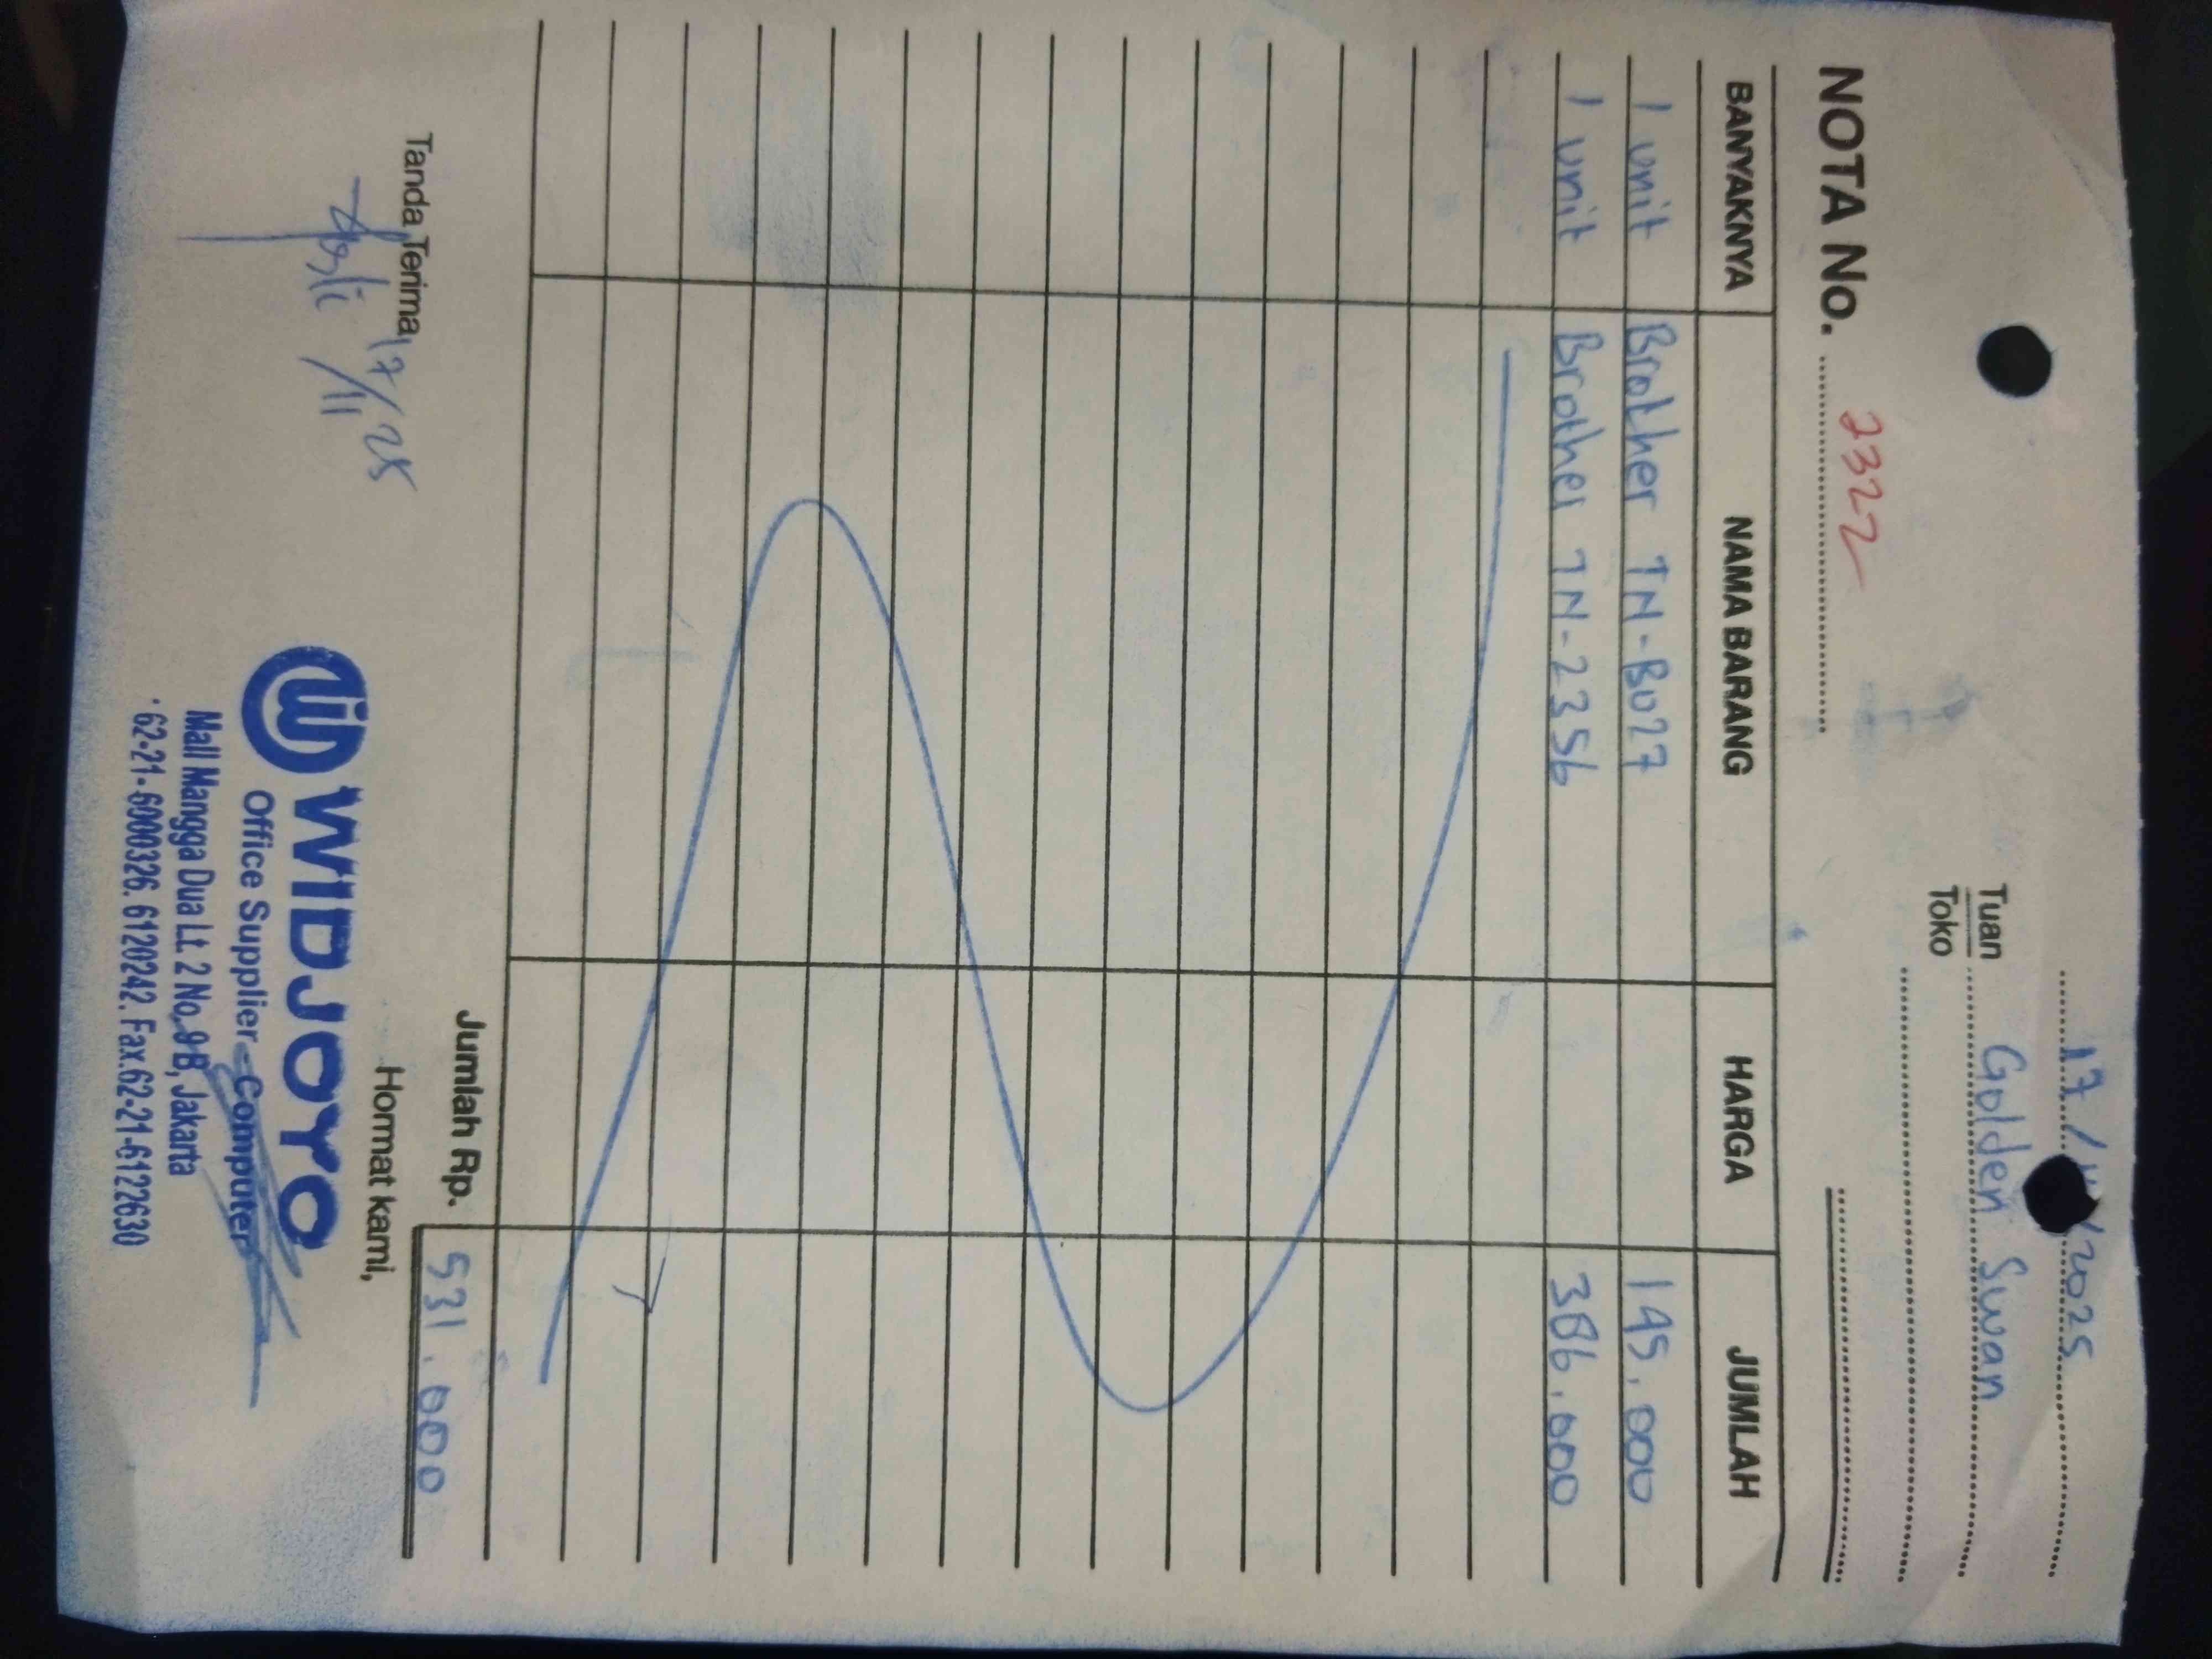 17/11/2025
Tuan Golden Swan
Toko
NOTA No. 2322
BANYAKNYA NAMA BARANG HARGA JUMLAH
1 unit Brother TN-B027 145.000
1 unit Brother TN-2356 386.000
Jumlah Rp. 531.000
Tanda Terima, Hormat kami,
17/11/25
WIDJOYO
Office Supplier - Computer
Mall Mangga Dua Lt. 2 No. 9 B, Jakarta
62-21- 6000326. 6120242. Fax.62-21-6122630